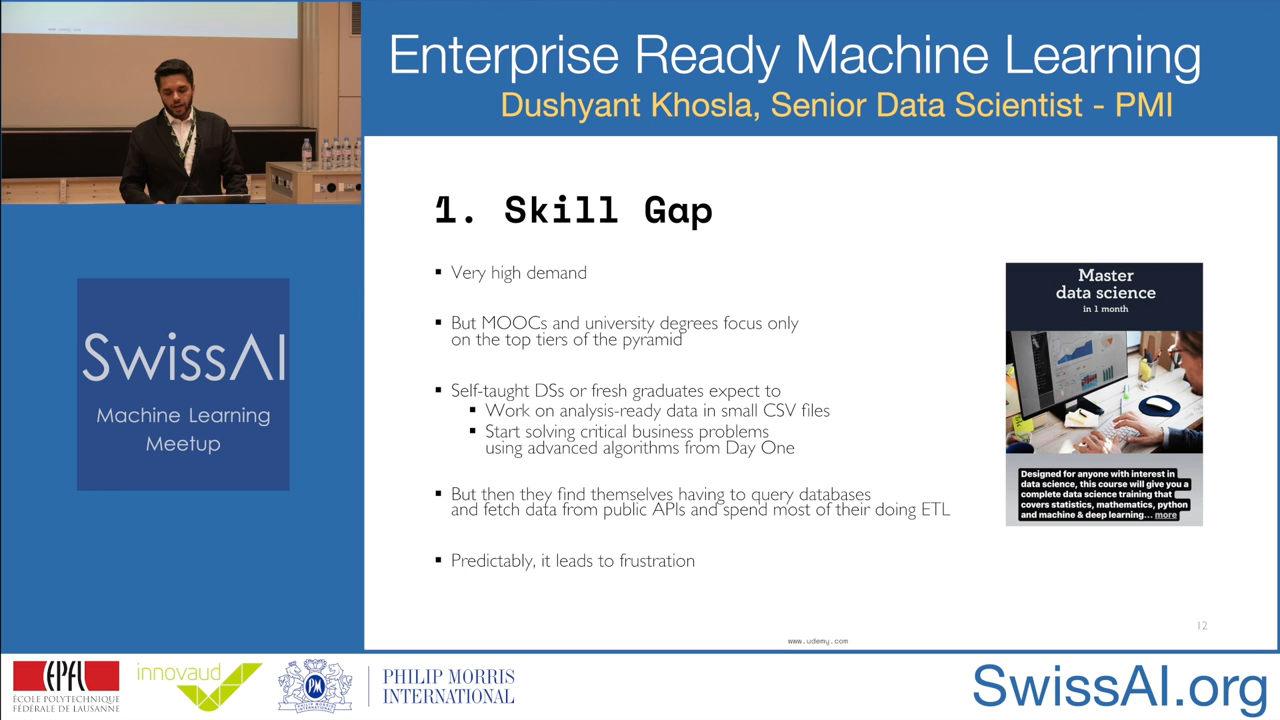 Enterprise Ready Machine Learning
Dushyant Khosla, Senior Data Scientist - PMI
1. Skill Gap
▪ Very high demand
▪ But MOOCs and university degrees focus only
on the top tiers of the pyramid
▪ Self-taught DSs or fresh graduates expect to
▪ Work on analysis-ready data in small CSV files
▪ Start solving critical business problems
using advanced algorithms from Day One
▪ But then they find themselves having to query databases
and fetch data from public APIs and spend most of their doing ETL
▪ Predictably, it leads to frustration
Master
data science
in 1 month
Designed for anyone with interest in
data science, this course will give you a
complete data science training that
covers statistics, mathematics, python
and machine & deep learning... more
12
www.udemy.com
SwissAI
Machine Learning
Meetup
EPFL
ÉCOLE POLYTECHNIQUE
FÉDÉRALE DE LAUSANNE
innovaud
PM
PHILIP MORRIS
INTERNATIONAL
SwissAI.org